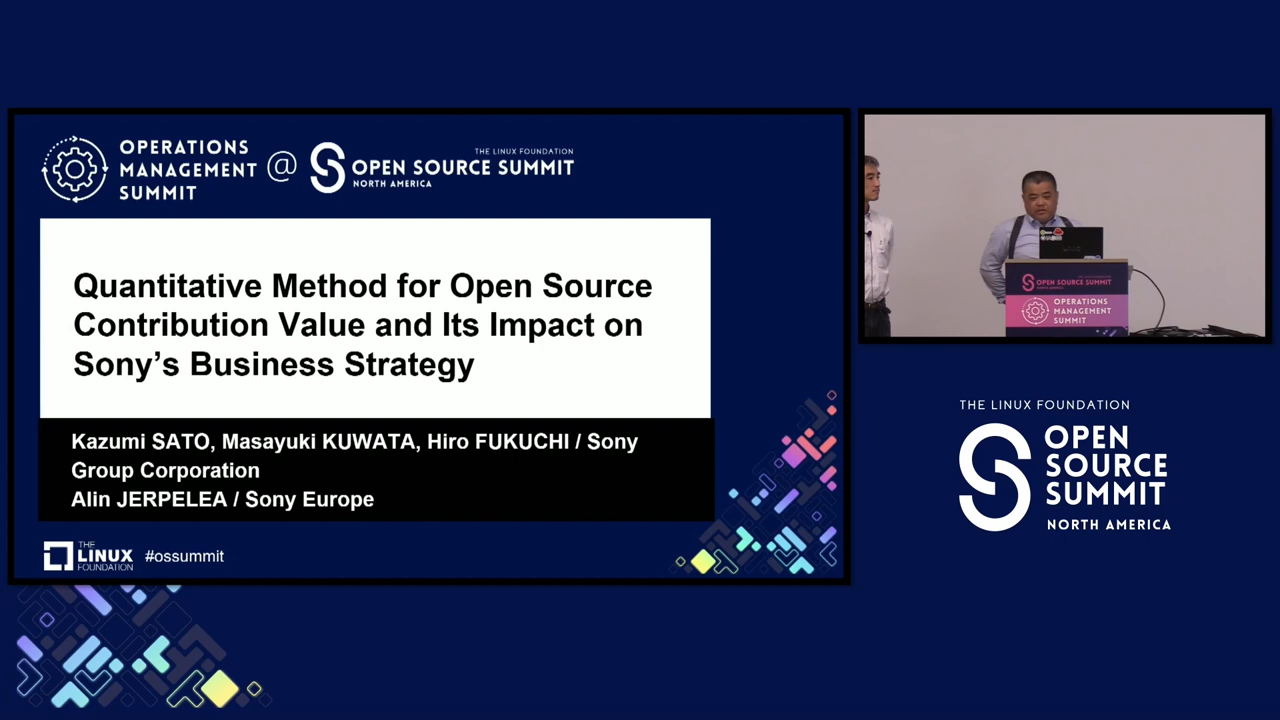 OPERATIONS
MANAGEMENT
SUMMIT
@
THE LINUX FOUNDATION
OPEN SOURCE SUMMIT
NORTH AMERICA
Quantitative Method for Open Source
Contribution Value and Its Impact on
Sony’s Business Strategy
Kazumi SATO, Masayuki KUWATA, Hiro FUKUCHI / Sony
Group Corporation
Alin JERPELEA / Sony Europe
THE
LINUX
FOUNDATION
#ossummit
OPEN SOURCE SUMMIT
NORTH AMERICA
OPERATIONS
MANAGEMENT
SUMMIT
THE LINUX FOUNDATION
OPEN
SOURCE
SUMMIT
NORTH AMERICA